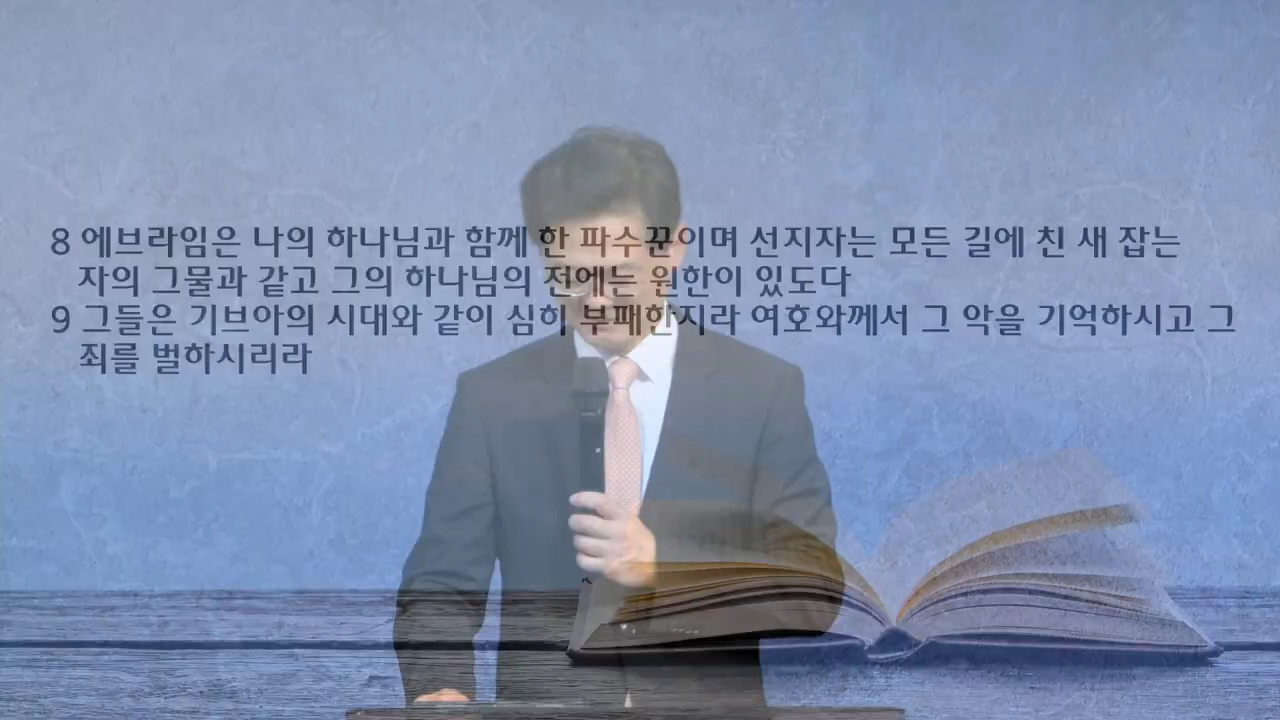 8 에브라임은 나의 하나님과 함께 한 파수꾼이며 선지자는 모든 길에 친 새 잡는
자의 그물과 같고 그의 하나님의 전에는 원한이 있도다
9 그들은 기브아의 시대와 같이 심히 부패한지라 여호와께서 그 악을 기억하시고 그
죄를 벌하시리라